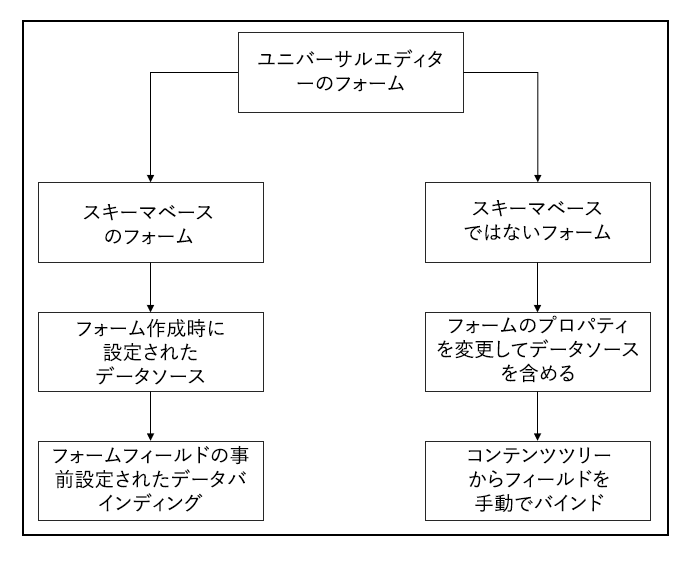 ユニバーサルエディタ
ーのフォーム
スキーマベース
のフォーム
スキーマベース
ではないフォーム
フォーム作成時に
設定された
データソース
フォームのプロパティ
を変更してデータソース
を含める
フォームフィールドの事
前設定されたデータバ
インディング
コンテンツツリー
からフィールドを
手動でバインド